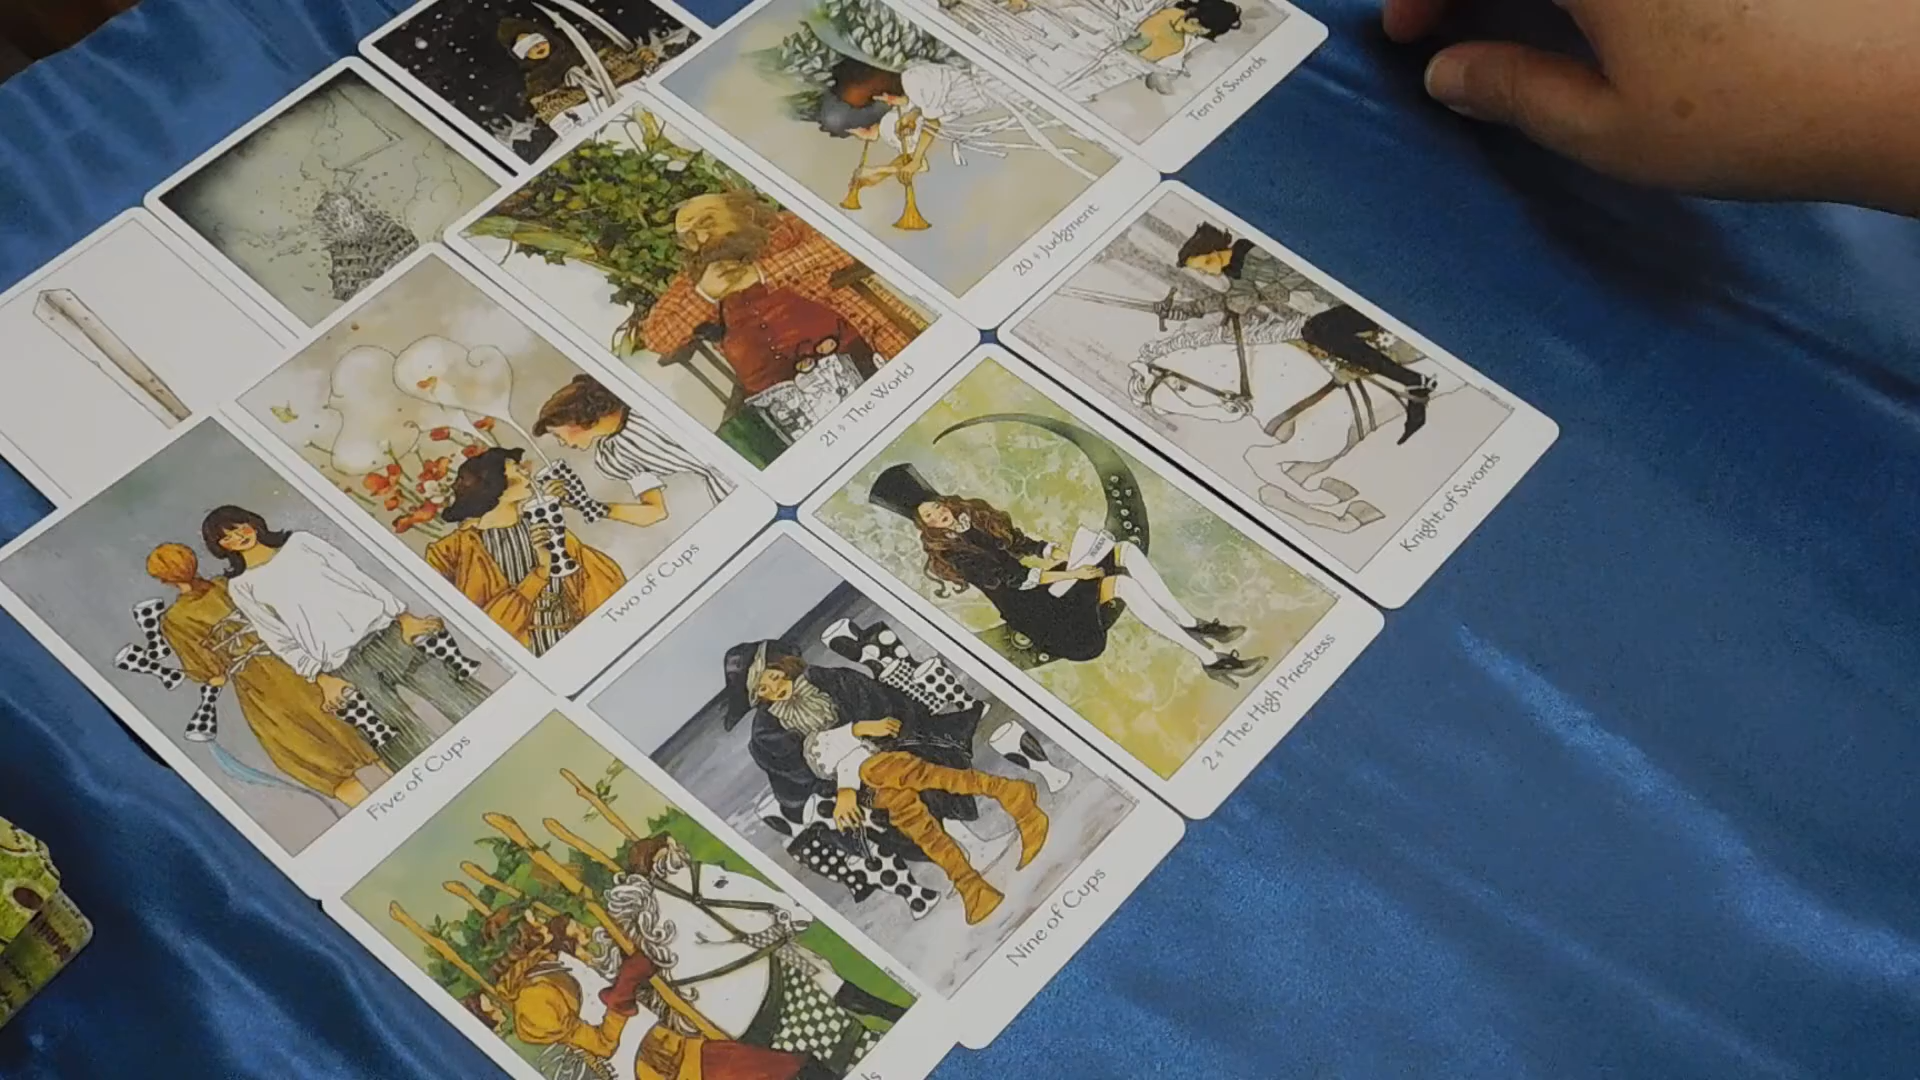 Ten of Swords
20 Judgment
21 The World
Knight of Swords
Two of Cups
2 The High Priestess
Five of Cups
Nine of Cups